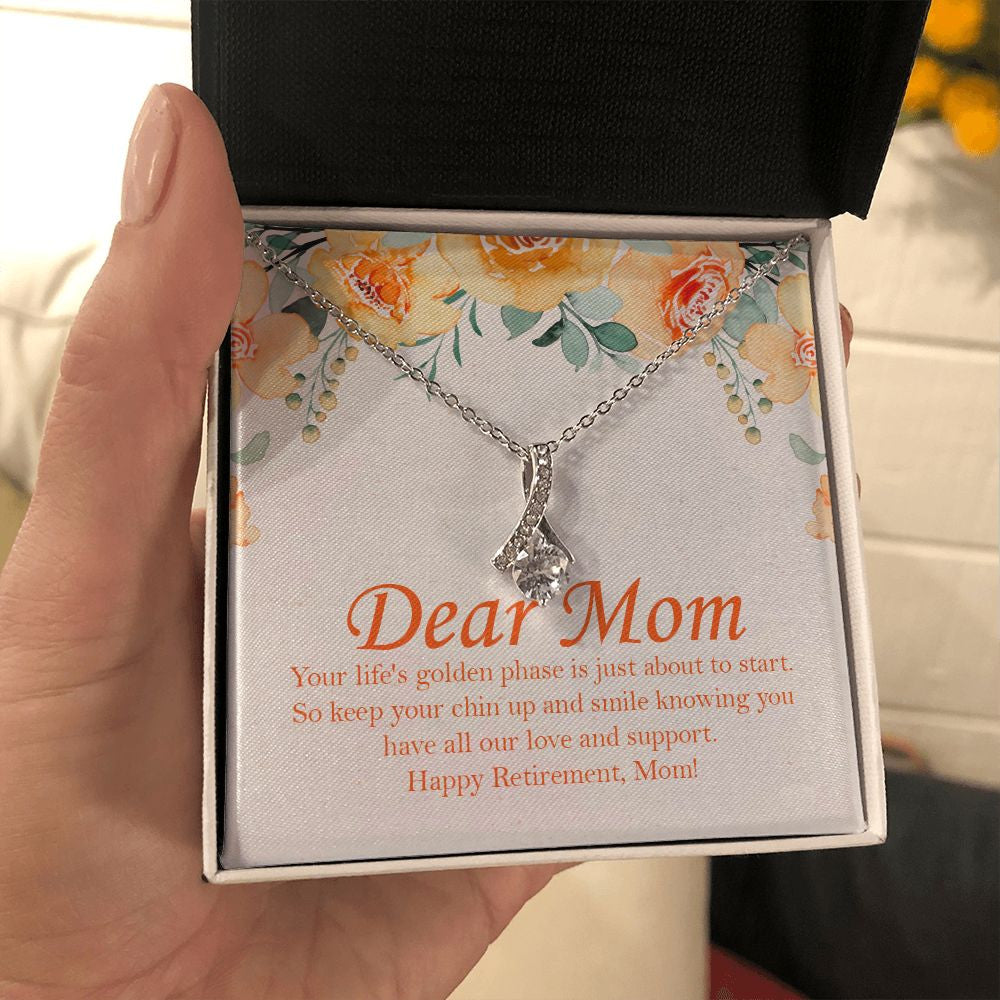 Dear Mom
Your life's golden phase is just about to start.
So keep your chin up and smile knowing you
have all our love and support.
Happy Retirement, Mom!